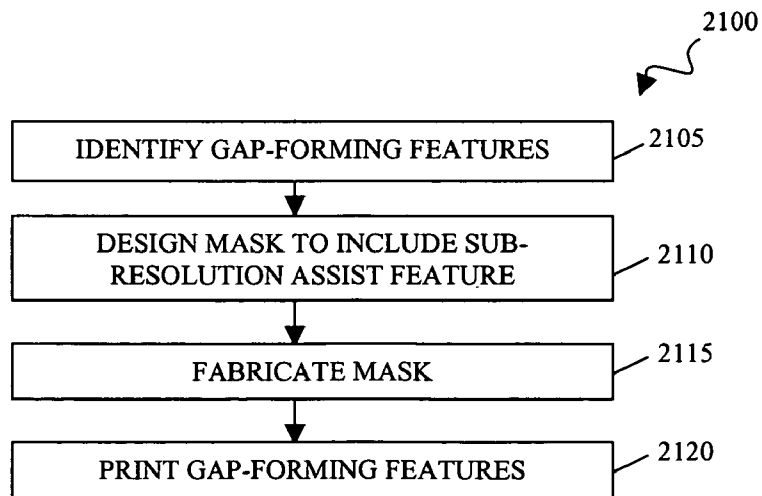 2100
IDENTIFY GAP-FORMING FEATURES
2105
DESIGN MASK TO INCLUDE SUB-
RESOLUTION ASSIST FEATURE
2110
FABRICATE MASK
2115
PRINT GAP-FORMING FEATURES
2120